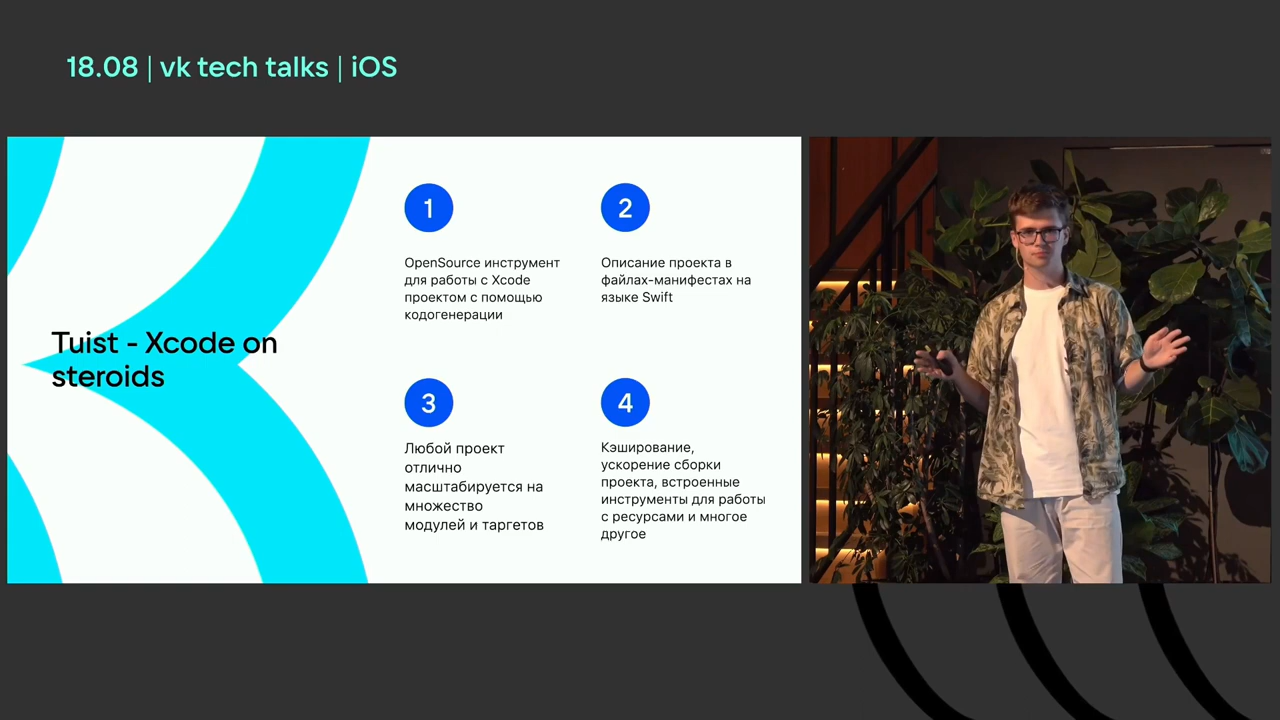 18.08 | vk tech talks | iOS
Tuist - Xcode on
steroids
1
OpenSource инструмент
для работы с Xcode
проектом с помощью
кодогенерации
2
Описание проекта в
файлах-манифестах на
языке Swift
3
Любой проект
отлично
масштабируется на
множество
модулей и таргетов
4
Кэширование,
ускорение сборки
проекта, встроенные
инструменты для работы
с ресурсами и многое
другое